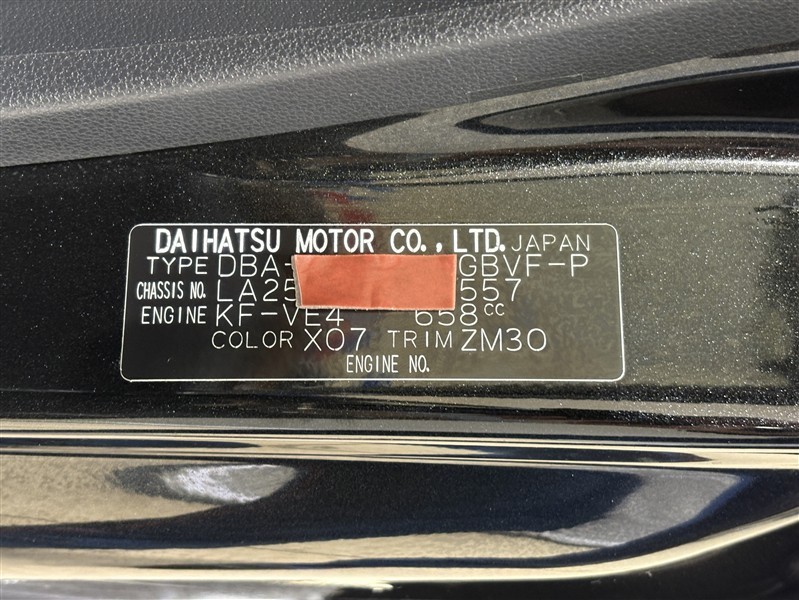 DAIHATSU MOTOR CO.,LTD. JAPAN
TYPE DBA- GBVF-P
CHASSIS NO. LA25 557
ENGINE KF-VE4 658cc
COLOR X07 TRIM ZM30
ENGINE NO.